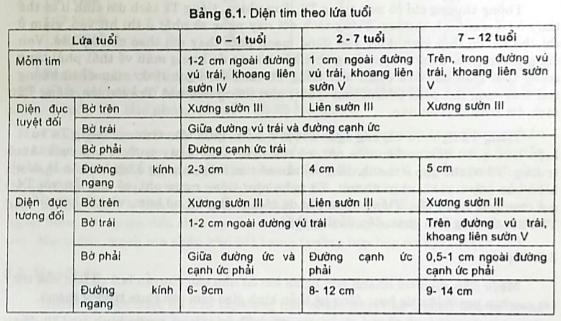 Bảng 6.1. Diện tim theo lứa tuổi
Lứa tuổi 0 – 1 tuổi 2 - 7 tuổi 7 – 12 tuổi
Mỏm tim 1-2 cm ngoài đường 1 cm ngoài đường Trên, trong đường vú
vú trái, khoang liên vú trái, khoang liên trái, khoang liên sườn
sườn IV sườn V V
Diện đục Bờ trên Xương sườn III Liên sườn III Xương sườn III
tuyệt đối Bờ trái Giữa đường vú trái và đường cạnh ức
Bờ phải Đường cạnh ức trái
Đường kính 2-3 cm 4 cm 5 cm
ngang
Diện đục Bờ trên Xương sườn III Liên sườn III Xương sườn III
tương đối Bờ trái 1-2 cm ngoài đường vú trái Trên đường vú trái,
khoang liên sườn V
Bờ phải Giữa đường ức và Đường cạnh ức 0,5-1 cm ngoài đường
cạnh ức phải phải cạnh ức phải
Đường kính 6- 9cm 8- 12 cm 9- 14 cm
ngang